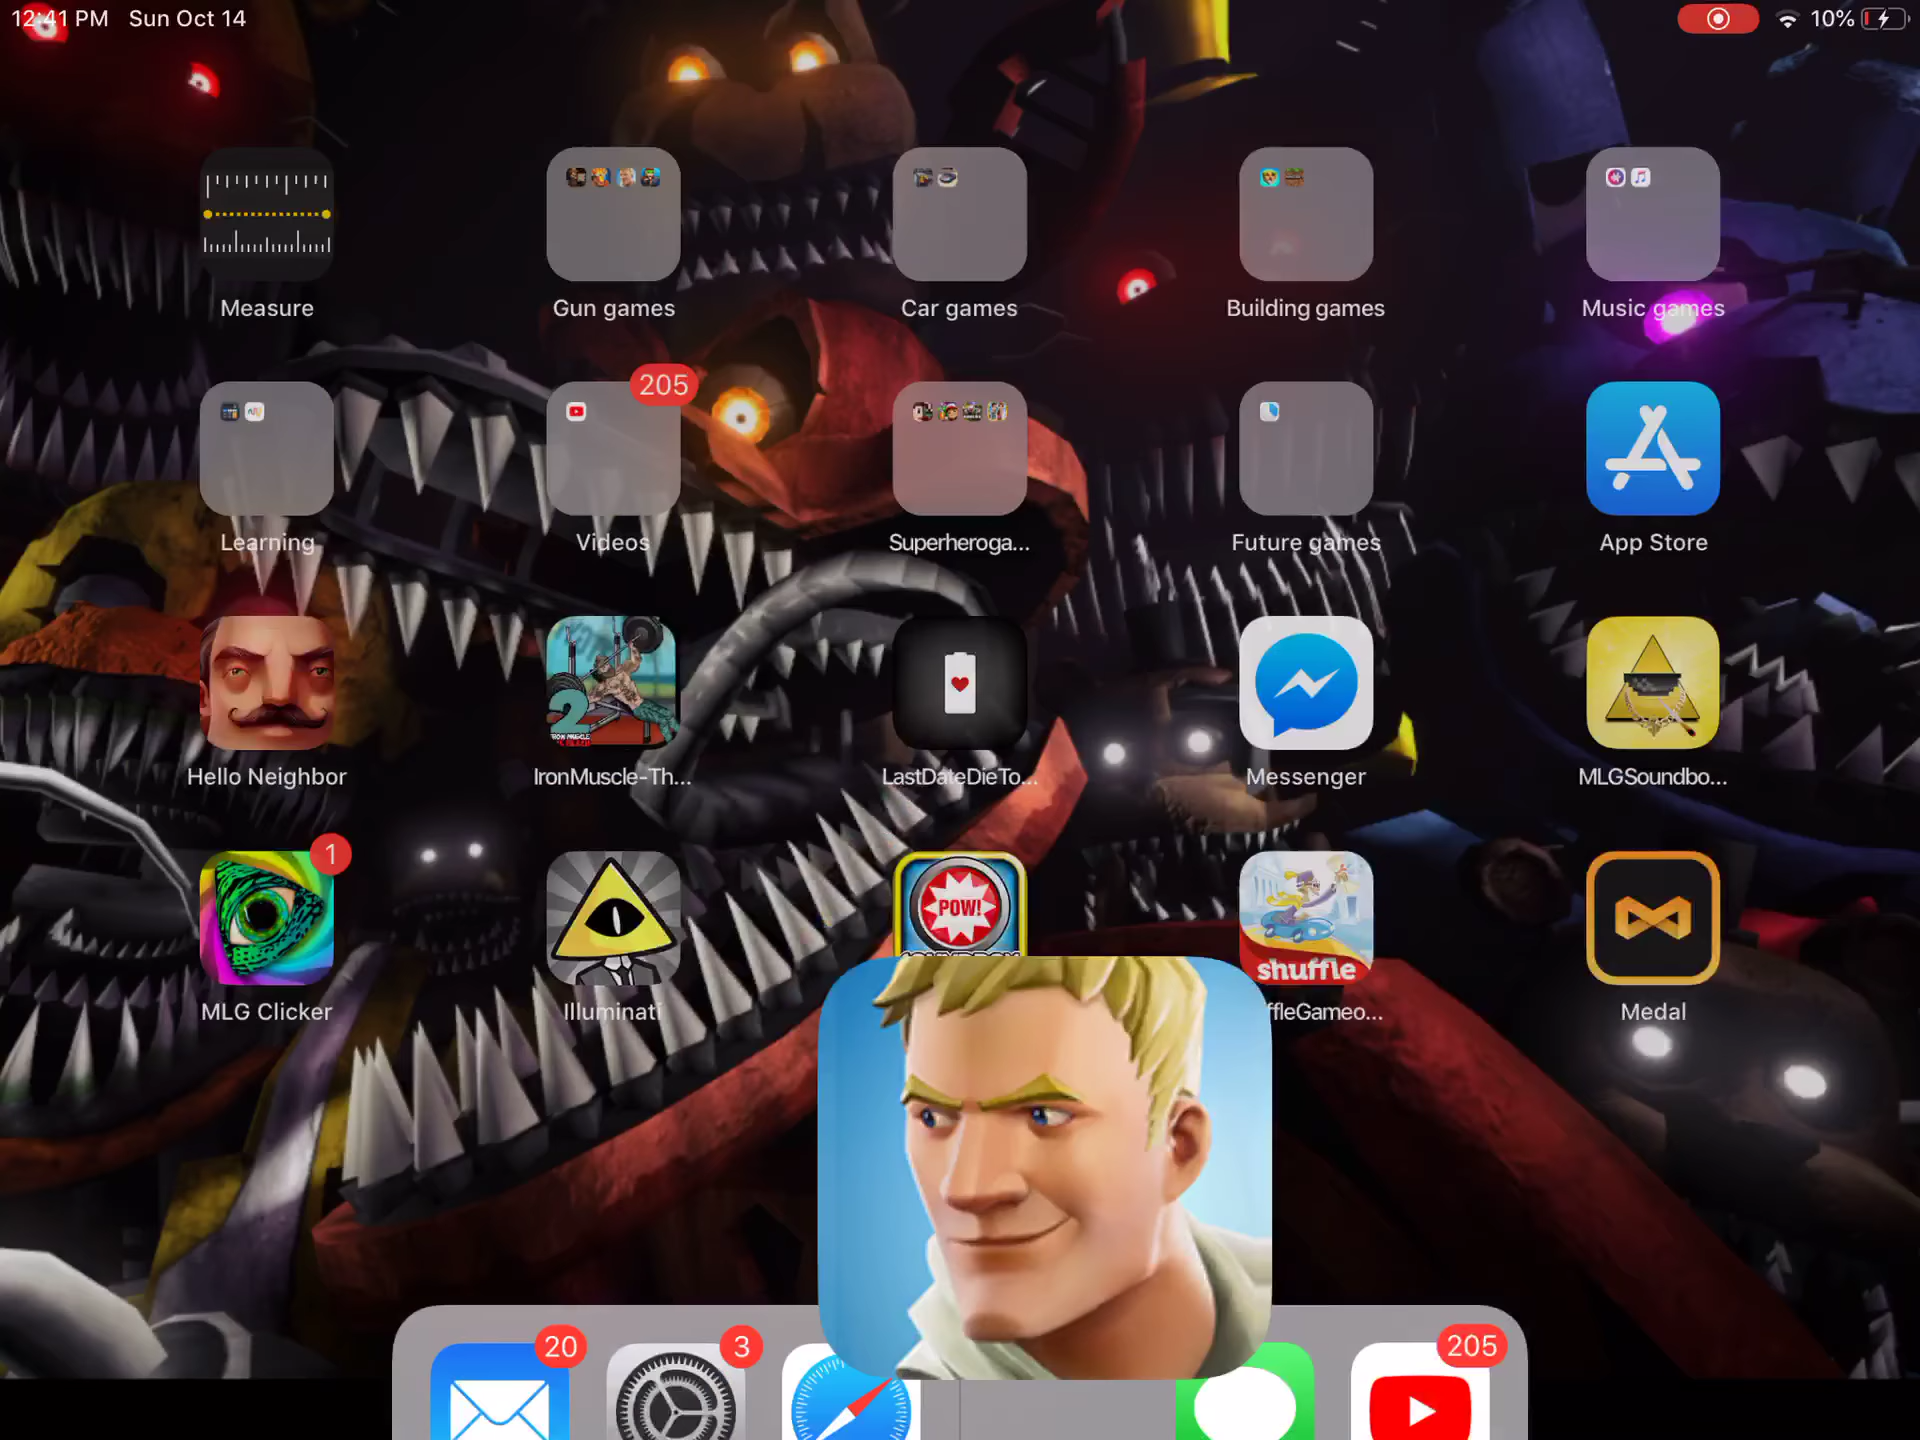 12:41 PM Sun Oct 14
10%
Measure
Gun games
Car games
Building games
Music games
205
Learning
Videos
Superheroga...
Future games
App Store
2
Hello Neighbor
IronMuscle-Th...
LastDateDieTo...
Messenger
MLGSoundbo...
1
POW!
shuffle
MLG Clicker
Illuminati
ffleGameo...
Medal
20
3
205